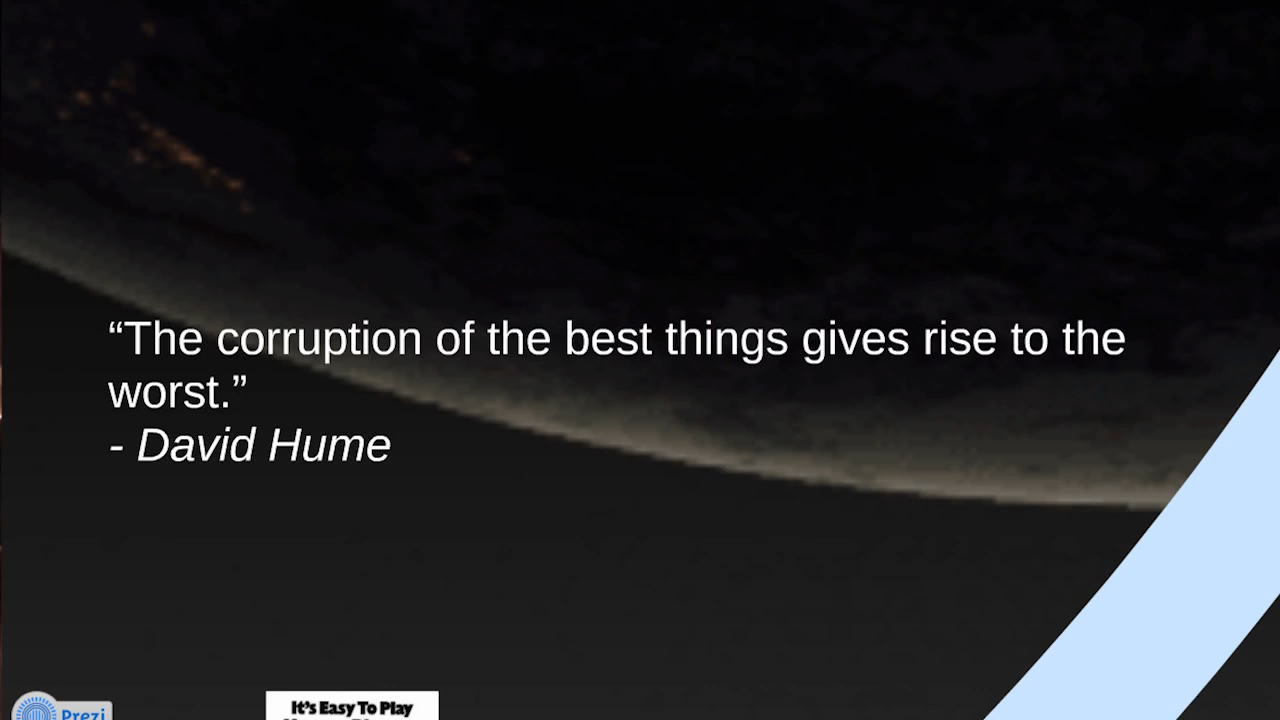 “The corruption of the best things gives rise to the
worst.”
- David Hume
Prezi
It's Easy To Play